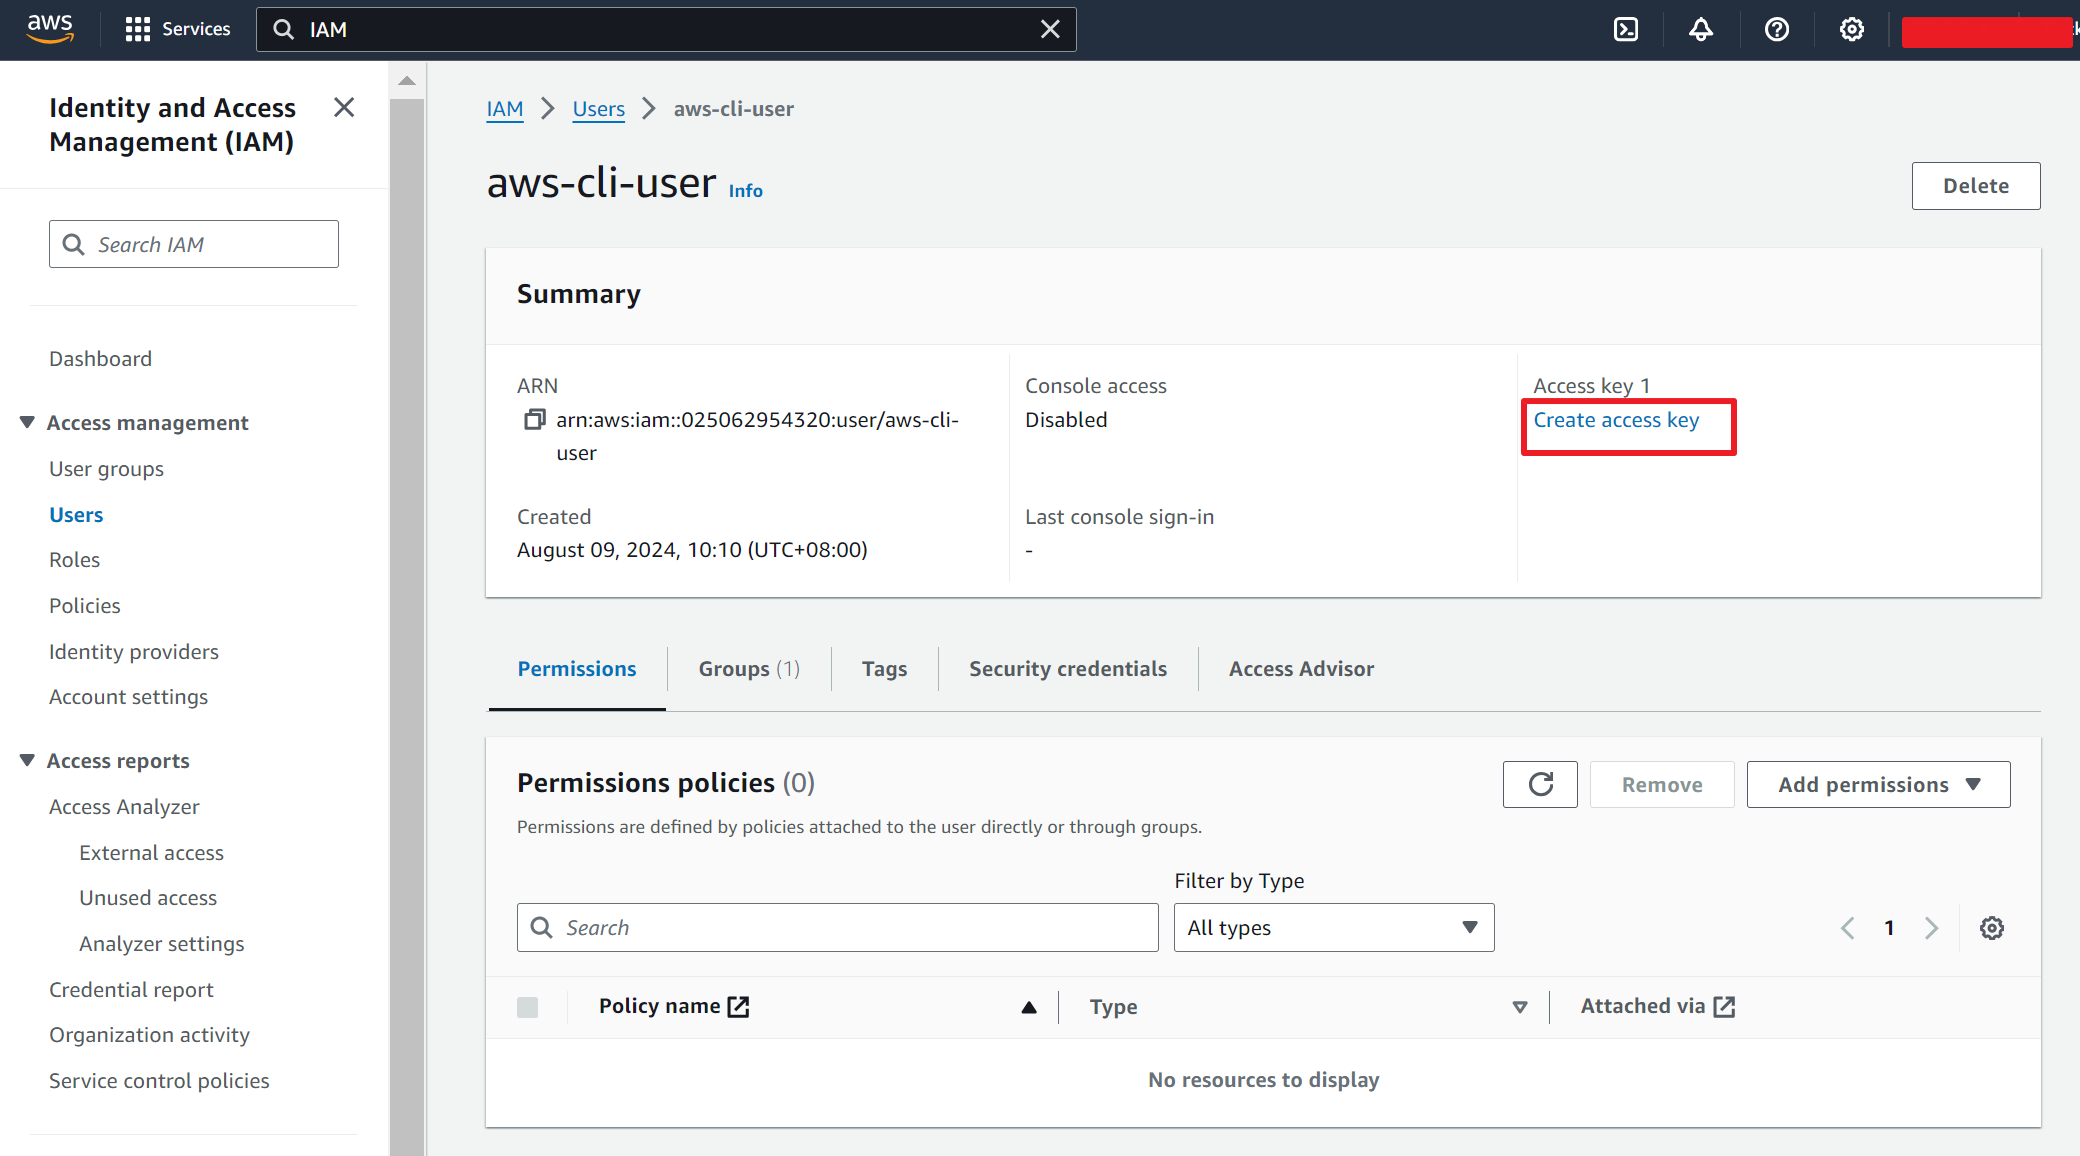 aws
Services
IAM
Identity and Access
Management (IAM)
Search IAM
Dashboard
Access management
User groups
Users
Roles
Policies
Identity providers
Account settings
Access reports
Access Analyzer
External access
Unused access
Analyzer settings
Credential report
Organization activity
Service control policies
IAM Users aws-cli-user
aws-cli-user Info
Delete
Summary
ARN
arn:aws:iam::025062954320:user/aws-cli-
user
Console access
Disabled
Access key 1
Create access key
Created
August 09, 2024, 10:10 (UTC+08:00)
Last console sign-in
-
Permissions
Groups (1)
Tags
Security credentials
Access Advisor
Permissions policies (0)
Remove
Add permissions
Permissions are defined by policies attached to the user directly or through groups.
Filter by Type
Search
All types
1
Policy name
Type
Attached via
No resources to display